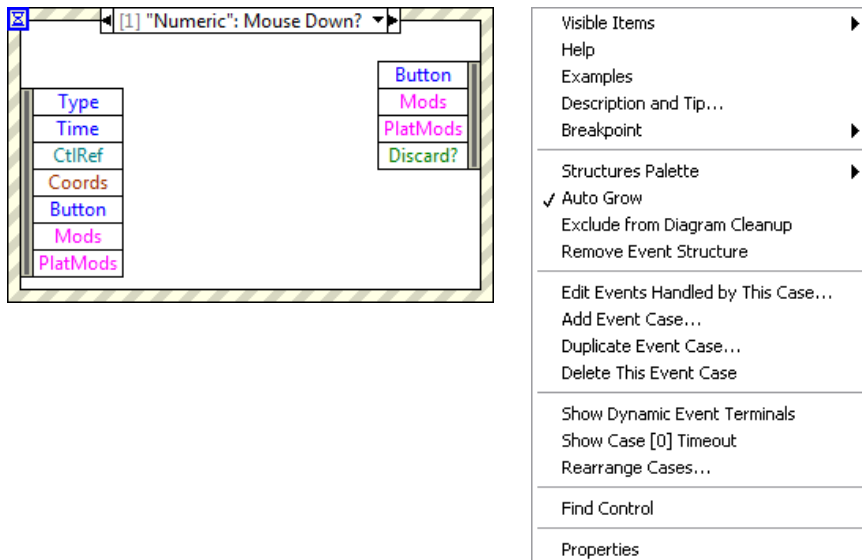 [1] "Numeric": Mouse Down?
Type
Time
CtlRef
Coords
Button
Mods
PlatMods
Button
Mods
PlatMods
Discard?
Visible Items
Help
Examples
Description and Tip...
Breakpoint
Structures Palette
Auto Grow
Exclude from Diagram Cleanup
Remove Event Structure
Edit Events Handled by This Case...
Add Event Case...
Duplicate Event Case...
Delete This Event Case
Show Dynamic Event Terminals
Show Case [0] Timeout
Rearrange Cases...
Find Control
Properties